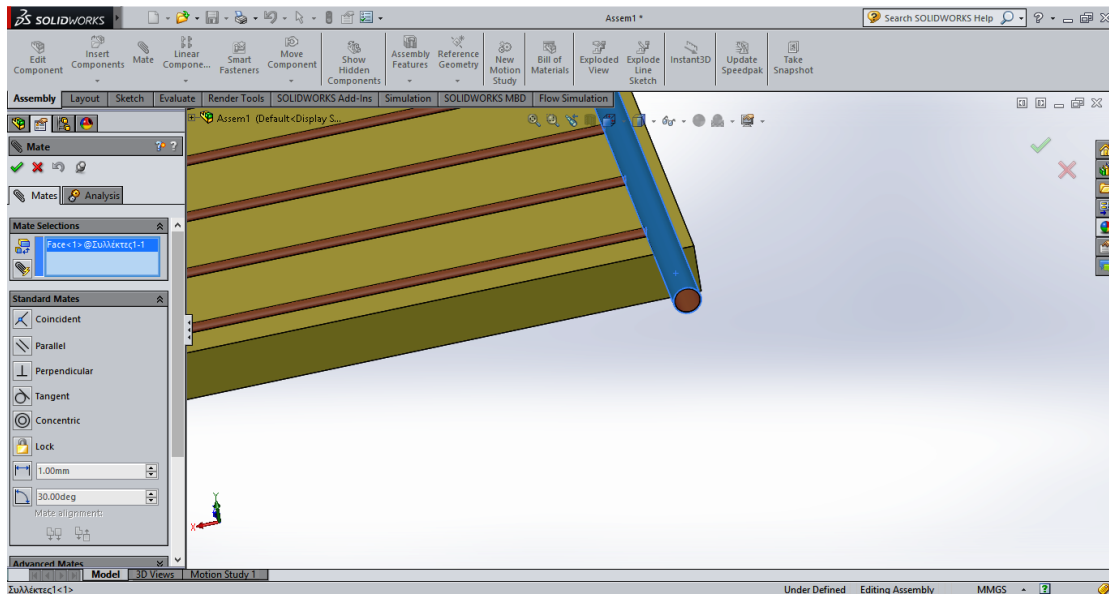 SOLIDWORKS
Assem1 *
Search SOLIDWORKS Help
Edit Component
Insert Components
Mate
Linear Compone...
Smart Fasteners
Move Component
Show Hidden Components
Assembly Features
Reference Geometry
New Motion Study
Bill of Materials
Exploded View
Explode Line Sketch
Instant3D
Update Speedpak
Take Snapshot
Assembly
Layout
Sketch
Evaluate
Render Tools
SOLIDWORKS Add-Ins
Simulation
SOLIDWORKS MBD
Flow Simulation
Assem1 (Default<Display S...
Mate
Mates
Analysis
Mate Selections
Face<1>@Συλλέκτες1-1
Standard Mates
Coincident
Parallel
Perpendicular
Tangent
Concentric
Lock
1.00mm
30.00deg
Mate alignment:
Advanced Mates
Y
X
Model
3D Views
Motion Study 1
Συλλέκτες1<1>
Under Defined
Editing Assembly
MMGS